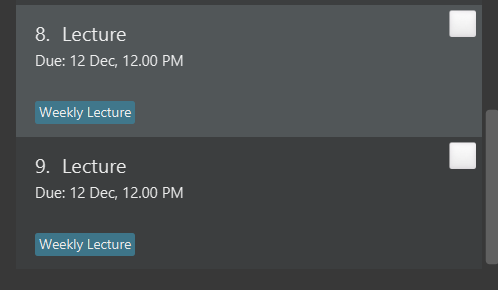 8. Lecture
Due: 12 Dec, 12.00 PM
Weekly Lecture
9. Lecture
Due: 12 Dec, 12.00 PM
Weekly Lecture